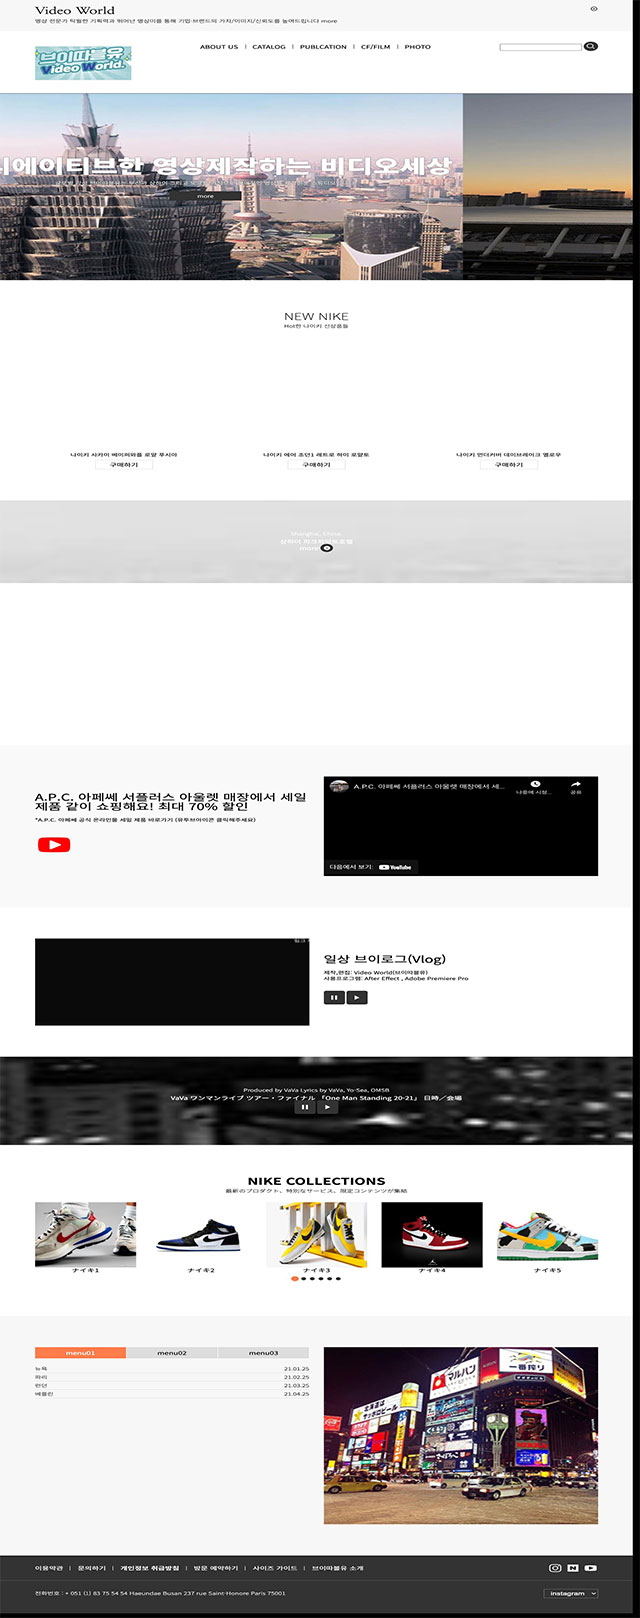 Video World
영상 전문가 탁월한 기획력과 뛰어난 영상미를 통해 기업·브랜드의 가치/이미지/신뢰도를 높여드립니다 more
브이따블유
Video World.
ABOUT US | CATALOG | PUBLCATION | CF/FILM | PHOTO
에이티브한 영상제작하는 비디오세상
more
NEW NIKE
Hot한 나이키 신상품들
나이키 사카이 베이퍼와플 로얄 푸시아
구매하기
나이키 에어 조던1 레트로 하이 로얄토
구매하기
나이키 언더커버 데이브레이크 옐로우
구매하기
Shanghai, China
more
A.P.C. 아페쎄 서플러스 아울렛 매장에서 세일
제품 같이 쇼핑해요! 최대 70% 할인
*A.P.C. 아페쎄 공식 온라인몰 세일 제품 바로가기 (유투브아이콘 클릭해주세요)
A.P.C. 아페쎄 서플러스 아울렛 매장에서 세...
나중에 시청...
공유
다음에서 보기: YouTube
일상 브이로그(Vlog)
제작,편집: Video World(브이따블유)
사용프로그램: After Effect , Adobe Premiere Pro
Produced by VaVa Lyrics by VaVa, Yo-Sea, OMSB
VaVa ワンマンライブ ツアー・ファイナル 「One Man Standing 20-21」 日時／会場
NIKE COLLECTIONS
最新のプロダクト、特別なサービス、限定コンテンツが集結
ナイキ1
ナイキ2
ナイキ3
ナイキ4
ナイキ5
menu01
menu02
menu03
뉴욕 21.01.25
파리 21.02.25
런던 21.03.25
베를린 21.04.25
マルハン
一番搾り
北海道は
サッポロビール
이용약관 | 문의하기 | 개인정보 취급방침 | 방문 예약하기 | 사이즈 가이드 | 브이따블유 소개
전화번호 : + 051 (1) 83 75 54 54 Haeundae Busan 237 rue Saint-Honore Paris 75001
instagram